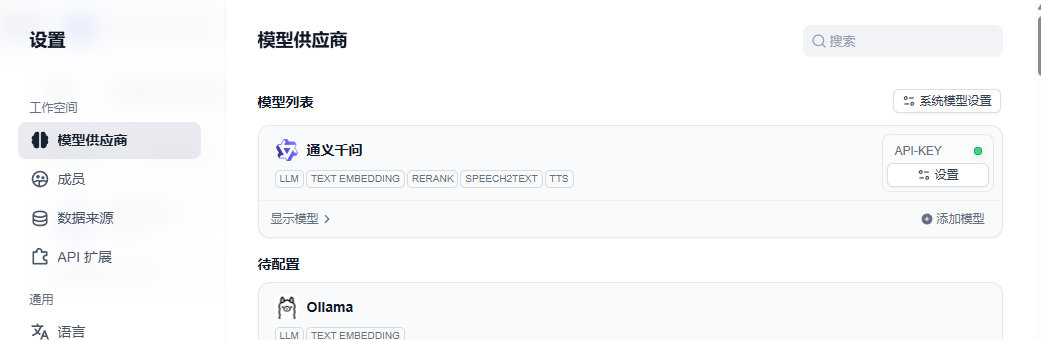 设置
工作空间
模型供应商
成员
数据来源
API 扩展
通用
语言
模型供应商
搜索
模型列表
系统模型设置
通义千问
LLM TEXT EMBEDDING RERANK SPEECH2TEXT TTS
API-KEY
设置
显示模型
添加模型
待配置
Ollama
LLM TEXT EMBEDDING